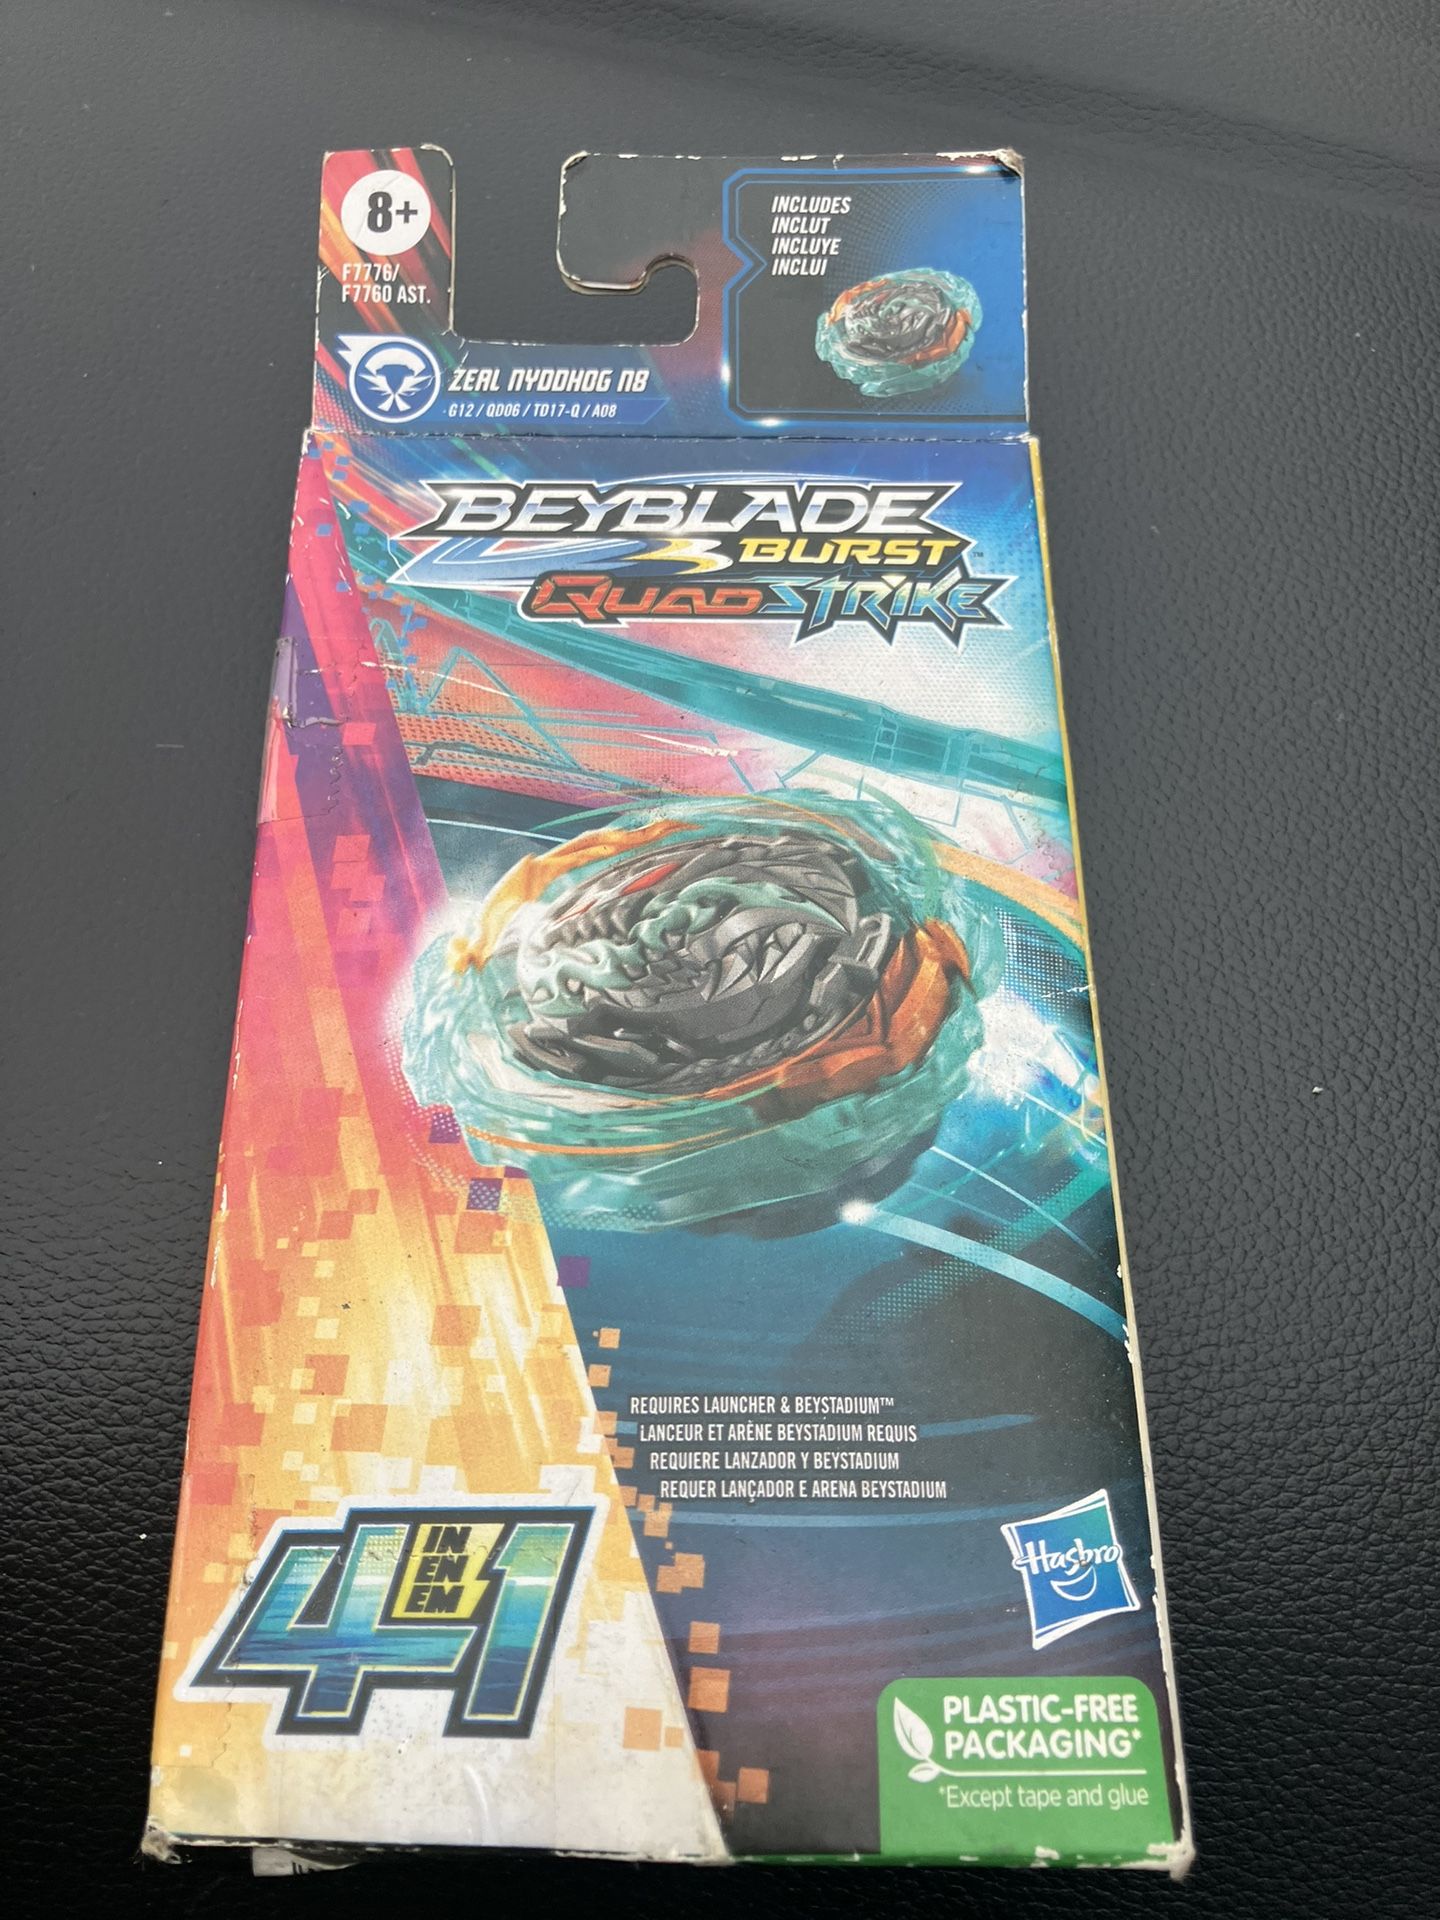 8+
F7776/
F7760 AST.
INCLUDES
INCLUT
INCLUYE
INCLUI
ZEAL NYDDHOG N8
G12 / QD06 / TD17-Q / A08
BEYBLADE
BURST™
QUADSTRIKE
REQUIRES LAUNCHER & BEYSTADIUM™
LANCEUR ET ARÈNE BEYSTADIUM REQUIS
REQUIERE LANZADOR Y BEYSTADIUM
REQUER LANÇADOR E ARENA BEYSTADIUM
4 IN EN EM 1
Hasbro
PLASTIC-FREE
PACKAGING*
*Except tape and glue